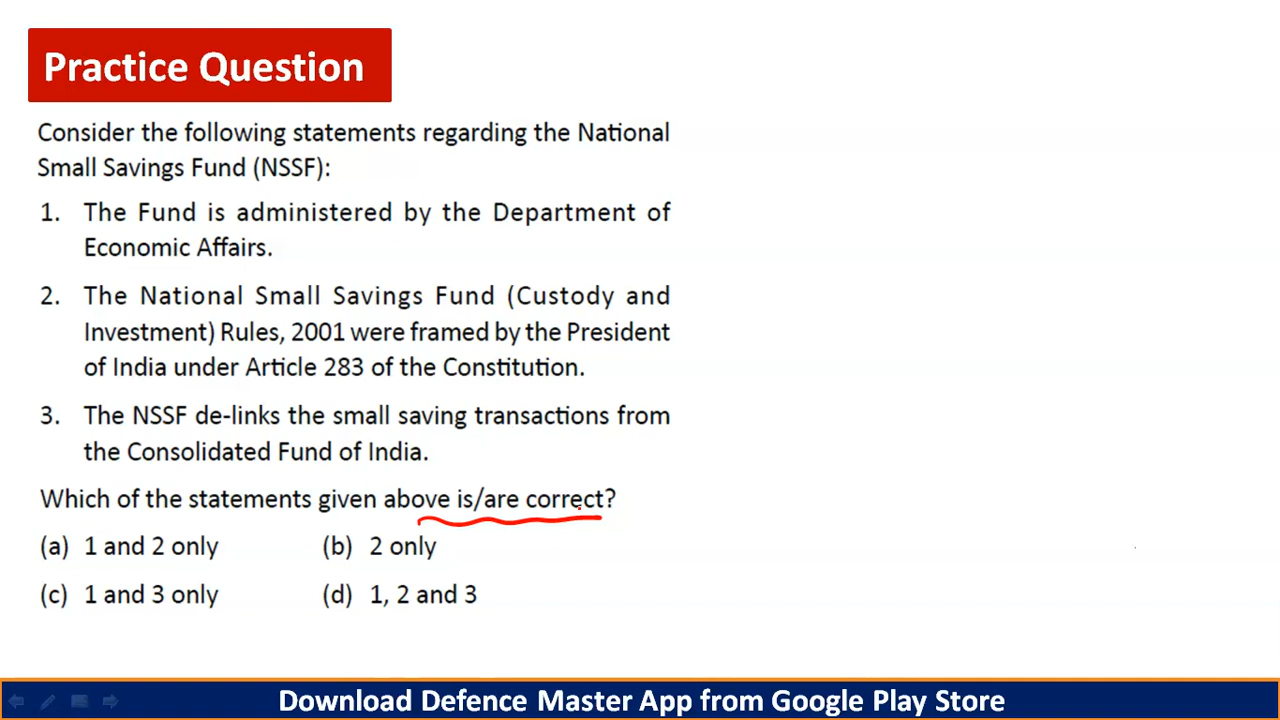 Practice Question
Consider the following statements regarding the National
Small Savings Fund (NSSF):
1. The Fund is administered by the Department of
Economic Affairs.
2. The National Small Savings Fund (Custody and
Investment) Rules, 2001 were framed by the President
of India under Article 283 of the Constitution.
3. The NSSF de-links the small saving transactions from
the Consolidated Fund of India.
Which of the statements given above is/are correct?
(a) 1 and 2 only (b) 2 only
(c) 1 and 3 only (d) 1, 2 and 3
Download Defence Master App from Google Play Store